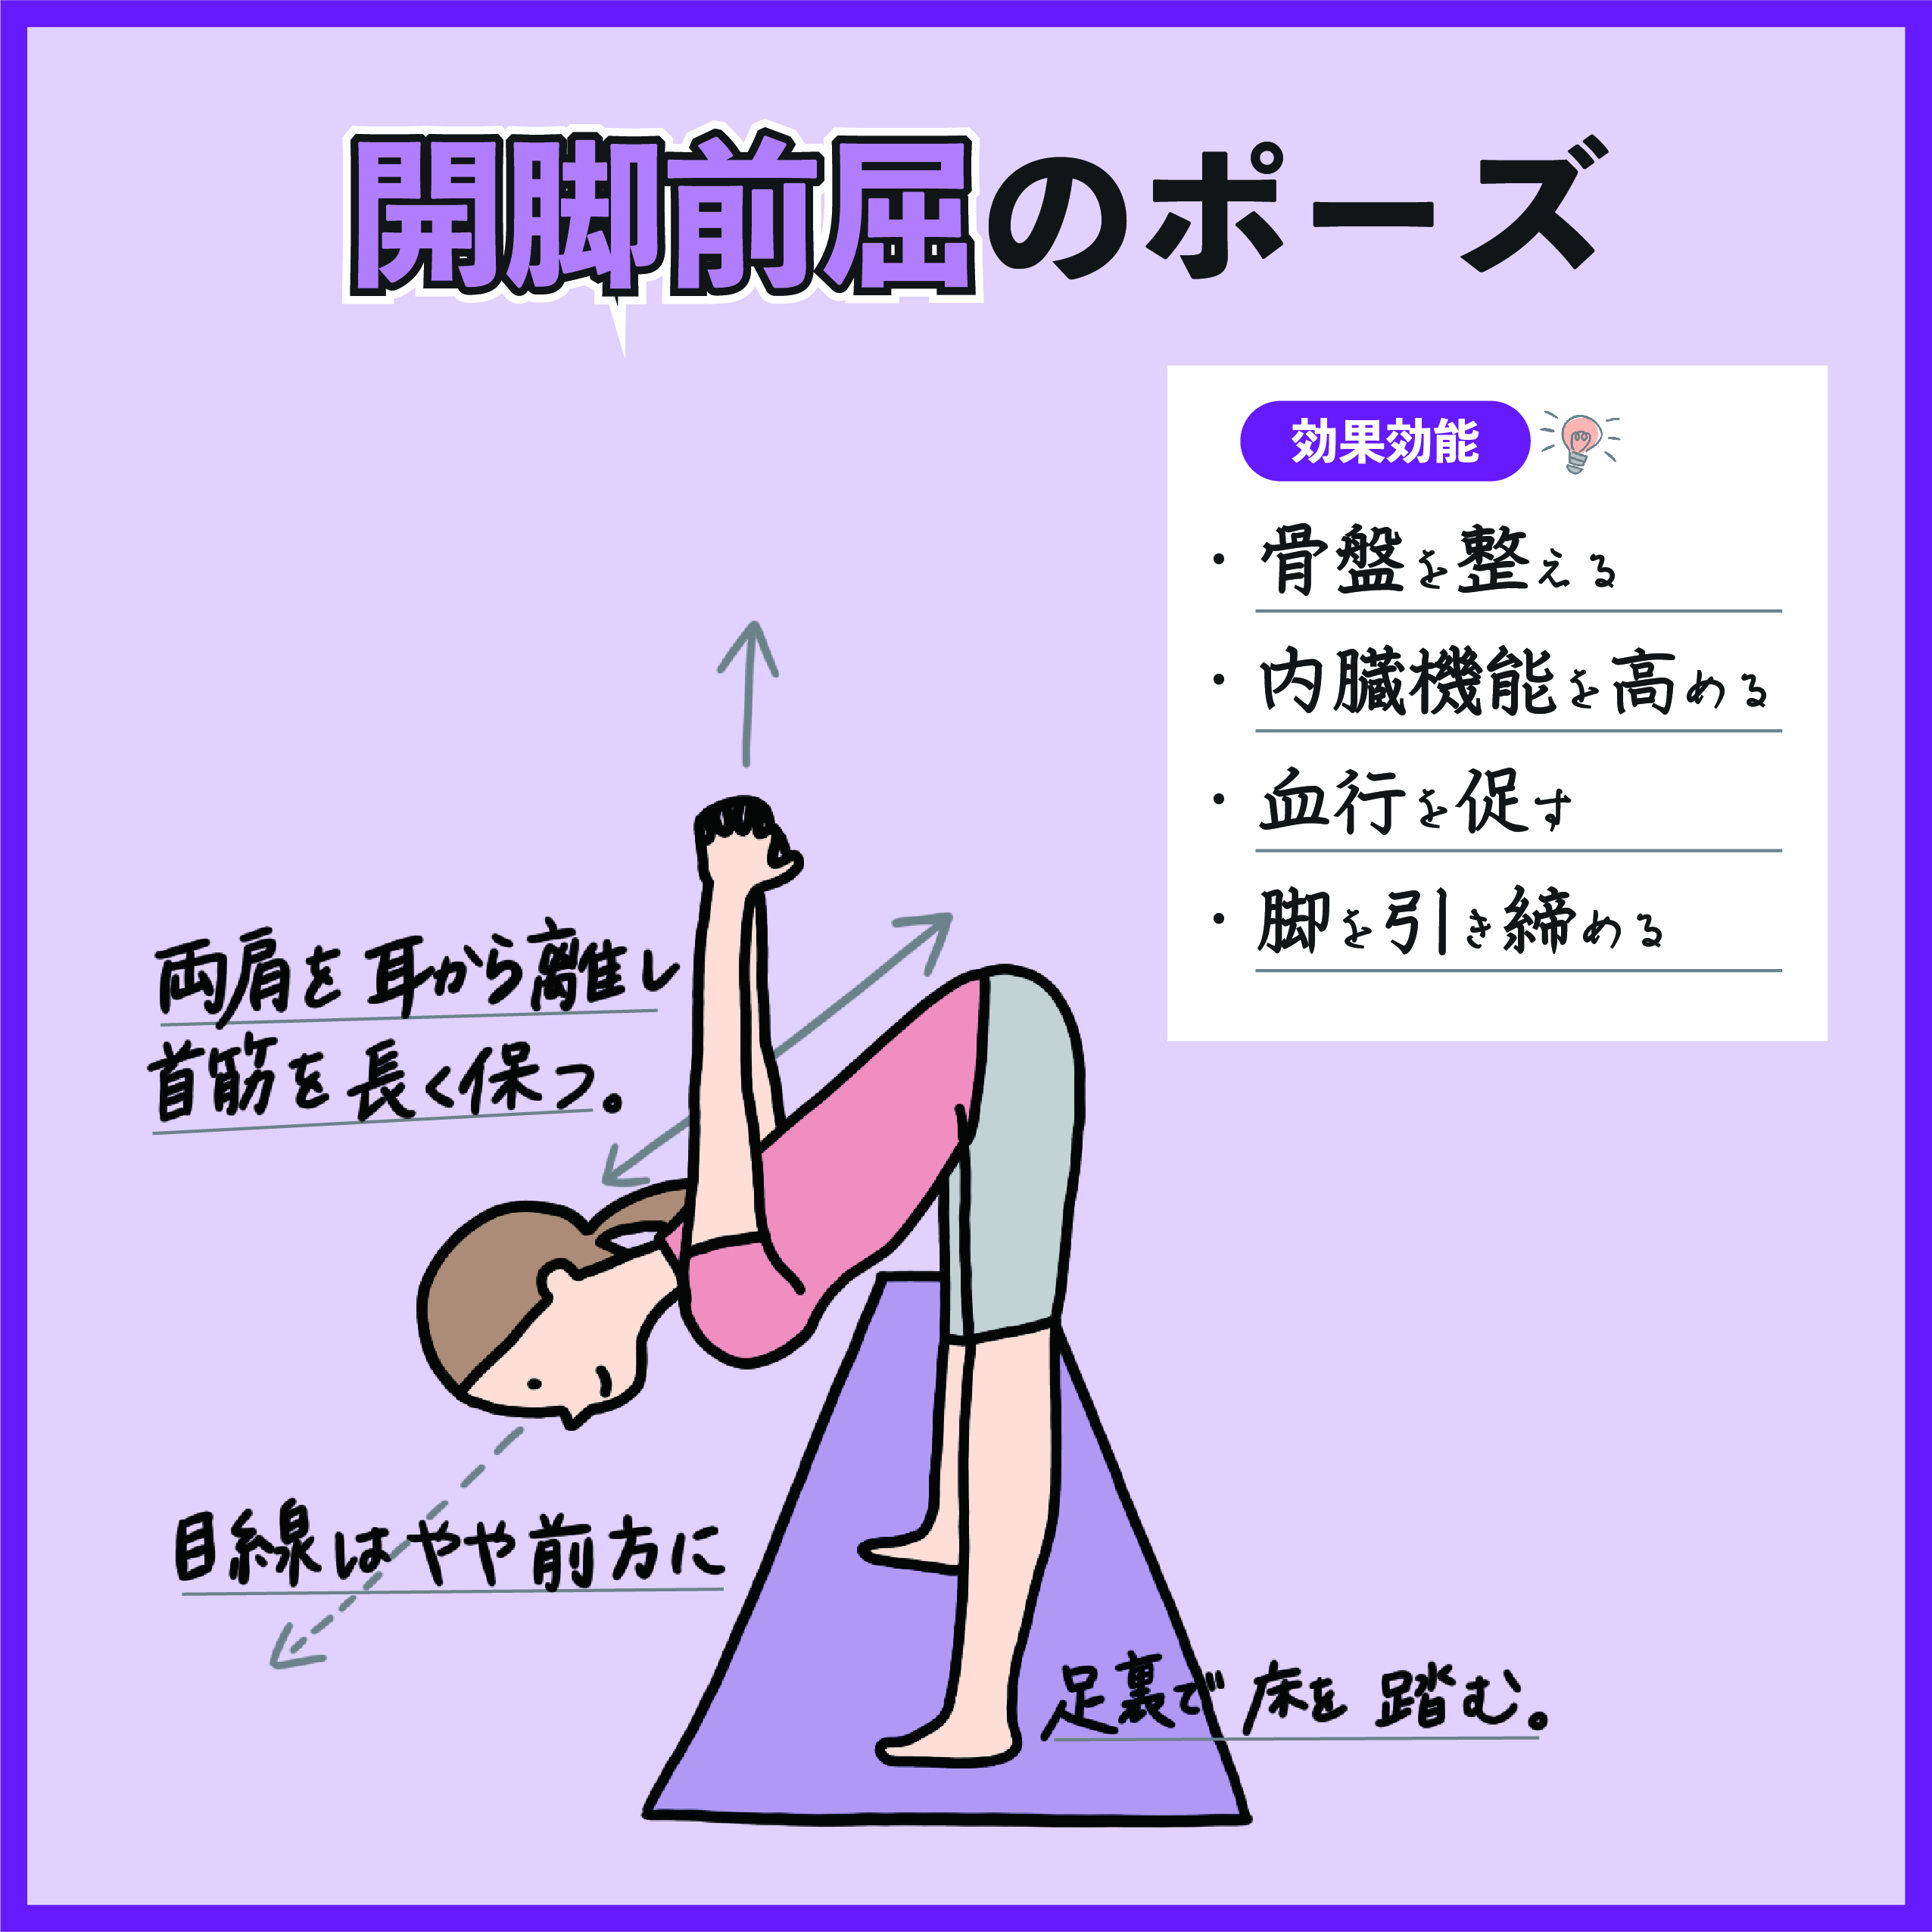 開脚前屈のポーズ
効果効能
・骨盤を整える
・内臓機能を高める
・血行を促す
・脚を引き締める
両肩を耳から離し
首筋を長く保つ。
目線はやや前方に
足裏で床を踏む。